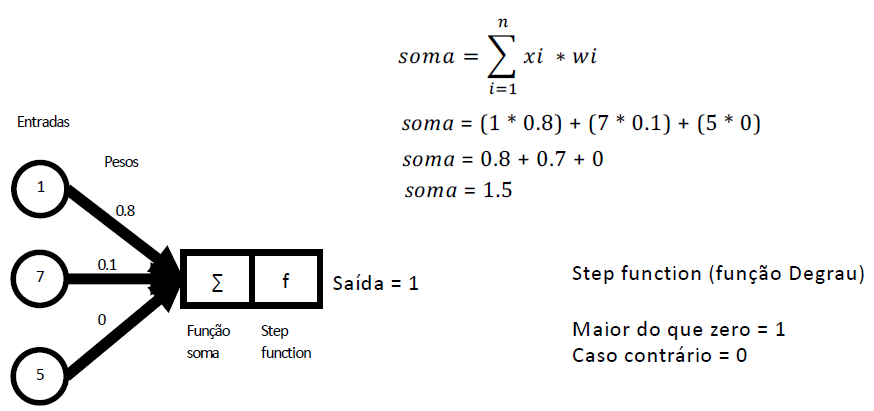 Entradas
Pesos
1
0.8
7
0.1
0
5
∑
f
Saída = 1
Função
soma
Step
function
n
soma = ∑ xi * wi
i=1
soma = (1 * 0.8) + (7 * 0.1) + (5 * 0)
soma = 0.8 + 0.7 + 0
soma = 1.5
Step function (função Degrau)
Maior do que zero = 1
Caso contrário = 0